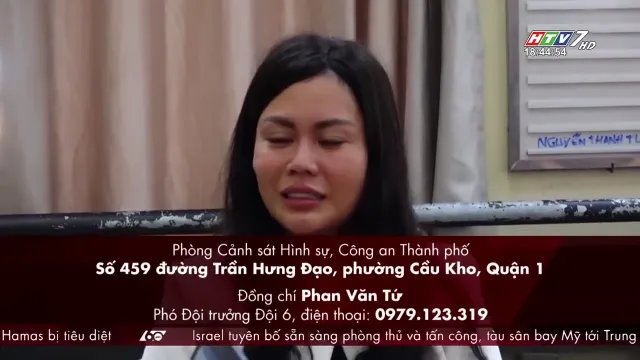 HTV7 HD
18:44:54
NGUYỄN THANH
Phòng Cảnh sát Hình sự, Công an Thành phố
Số 459 đường Trần Hưng Đạo, phường Cầu Kho, Quận 1
Đồng chí Phan Văn Tứ
Phó Đội trưởng Đội 6, điện thoại: 0979.123.319
Hamas bị tiêu diệt 60 Israel tuyên bố sẵn sàng phòng thủ và tấn công, tàu sân bay Mỹ tới Trung